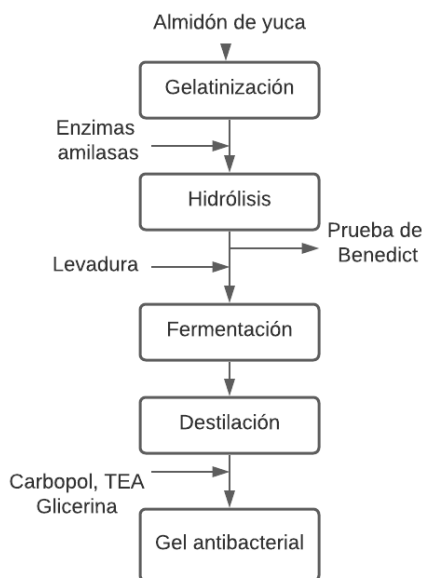 Almidón de yuca
Gelatinización
Enzimas
amilasas
Hidrólisis
Prueba de
Benedict
Levadura
Fermentación
Destilación
Carbopol, TEA
Glicerina
Gel antibacterial